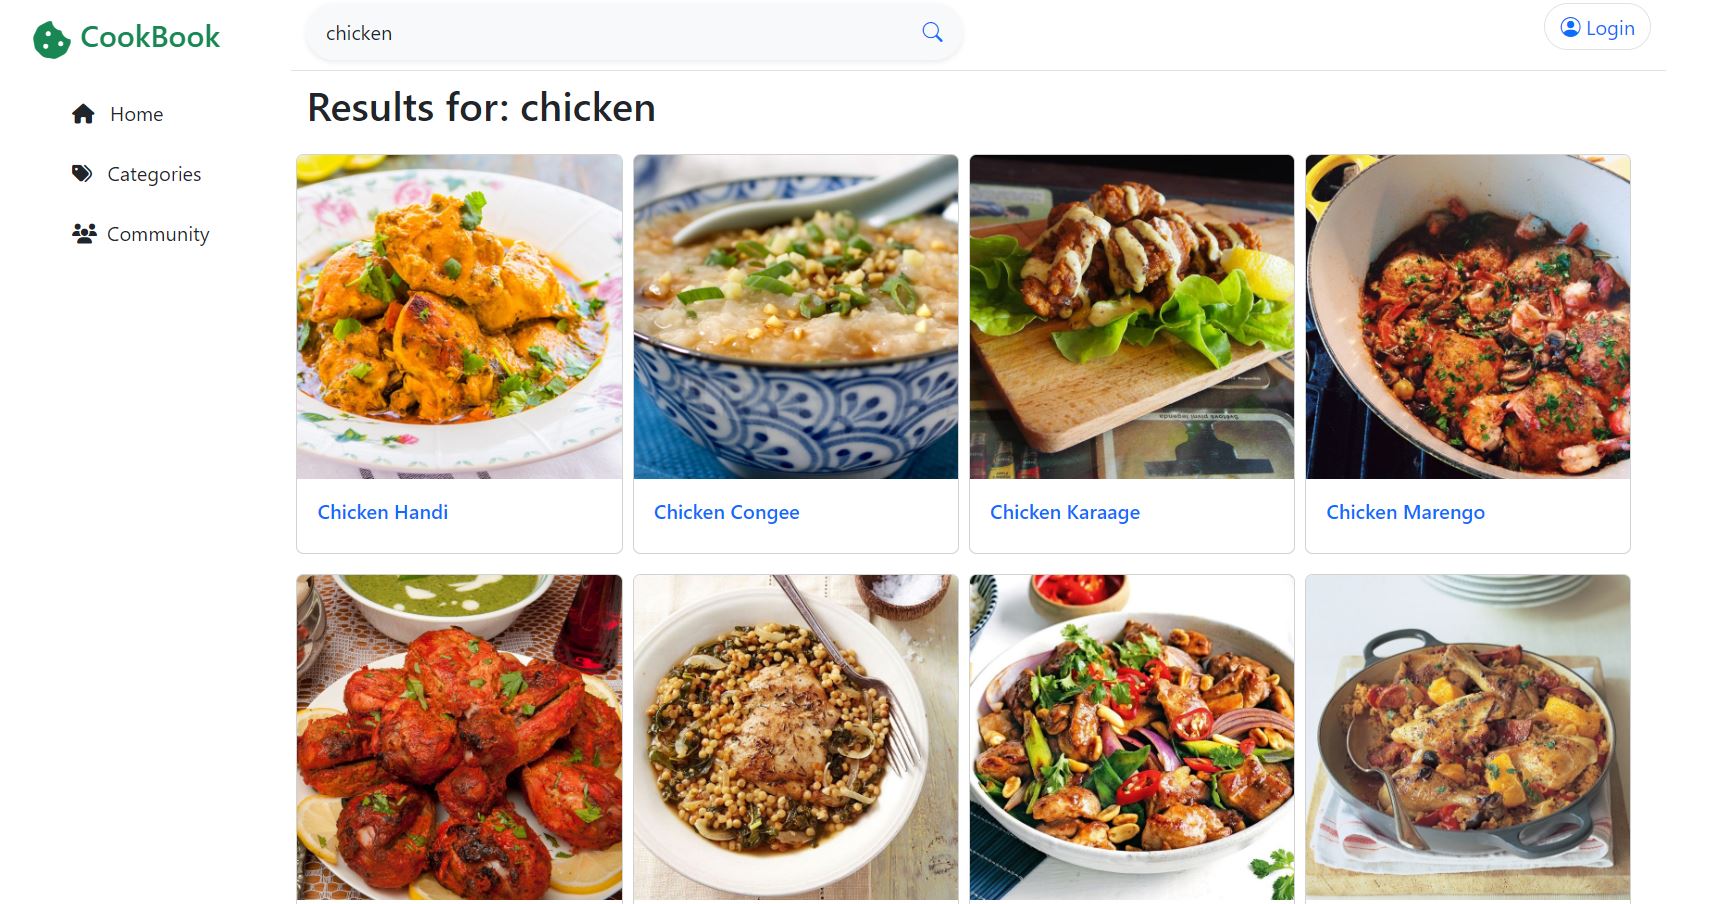 CookBook
chicken
Login
Home
Categories
Community
Results for: chicken
Chicken Handi
Chicken Congee
Chicken Karaage
Chicken Marengo